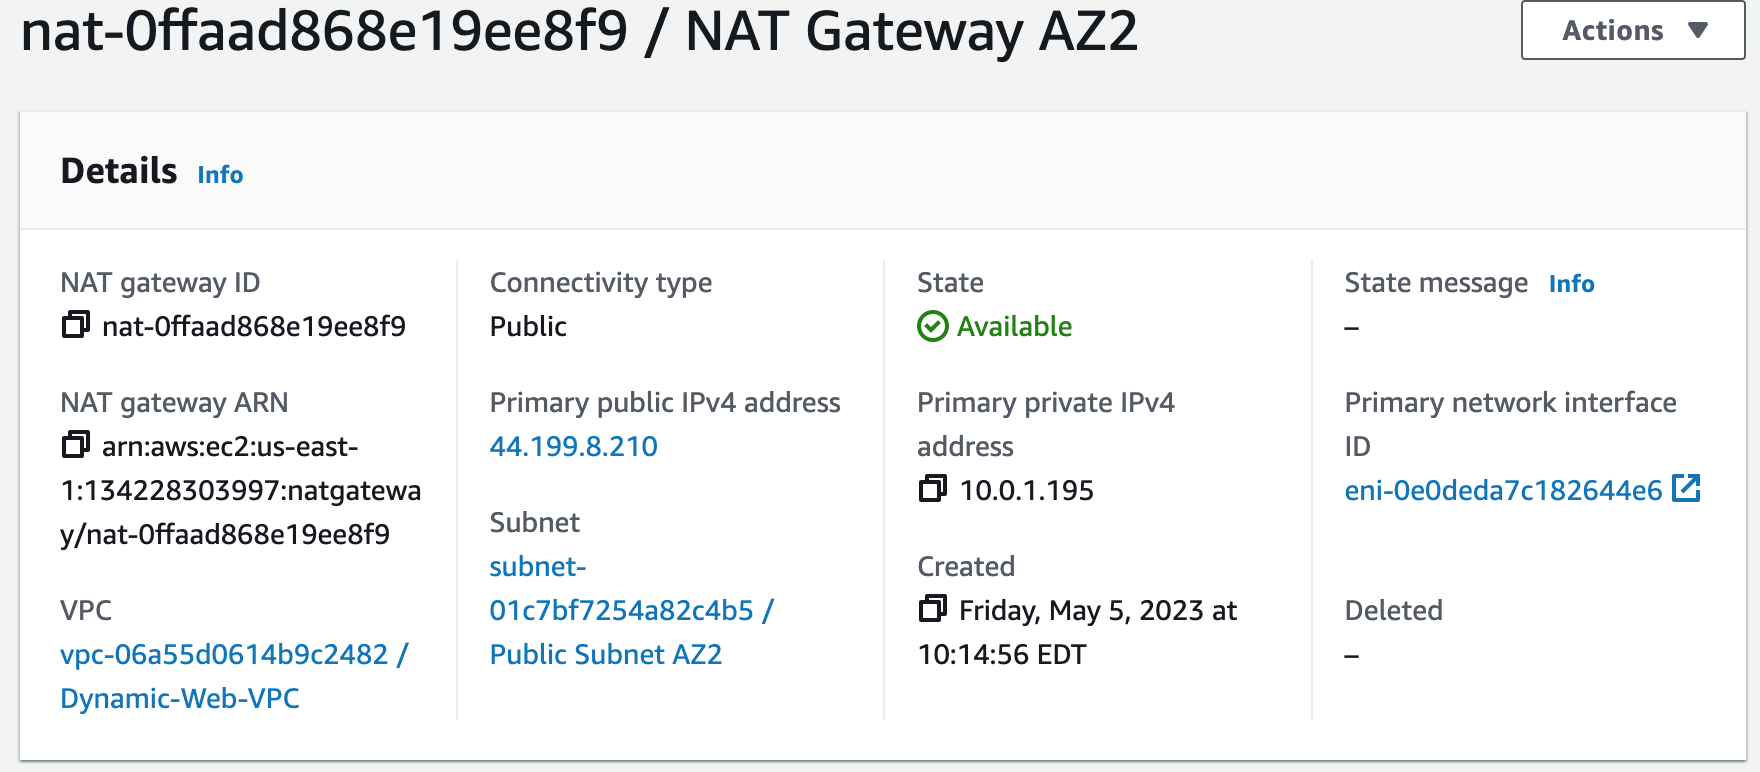 nat-0ffaad868e19ee8f9 / NAT Gateway AZ2
Actions
Details Info
NAT gateway ID
nat-0ffaad868e19ee8f9
NAT gateway ARN
arn:aws:ec2:us-east-
1:134228303997:natgatewa
y/nat-0ffaad868e19ee8f9
VPC
vpc-06a55d0614b9c2482 /
Dynamic-Web-VPC
Connectivity type
Public
Primary public IPv4 address
44.199.8.210
Subnet
subnet-
01c7bf7254a82c4b5 /
Public Subnet AZ2
State
Available
Primary private IPv4
address
10.0.1.195
Created
Friday, May 5, 2023 at
10:14:56 EDT
State message Info
–
Primary network interface
ID
eni-0e0deda7c182644e6
Deleted
–